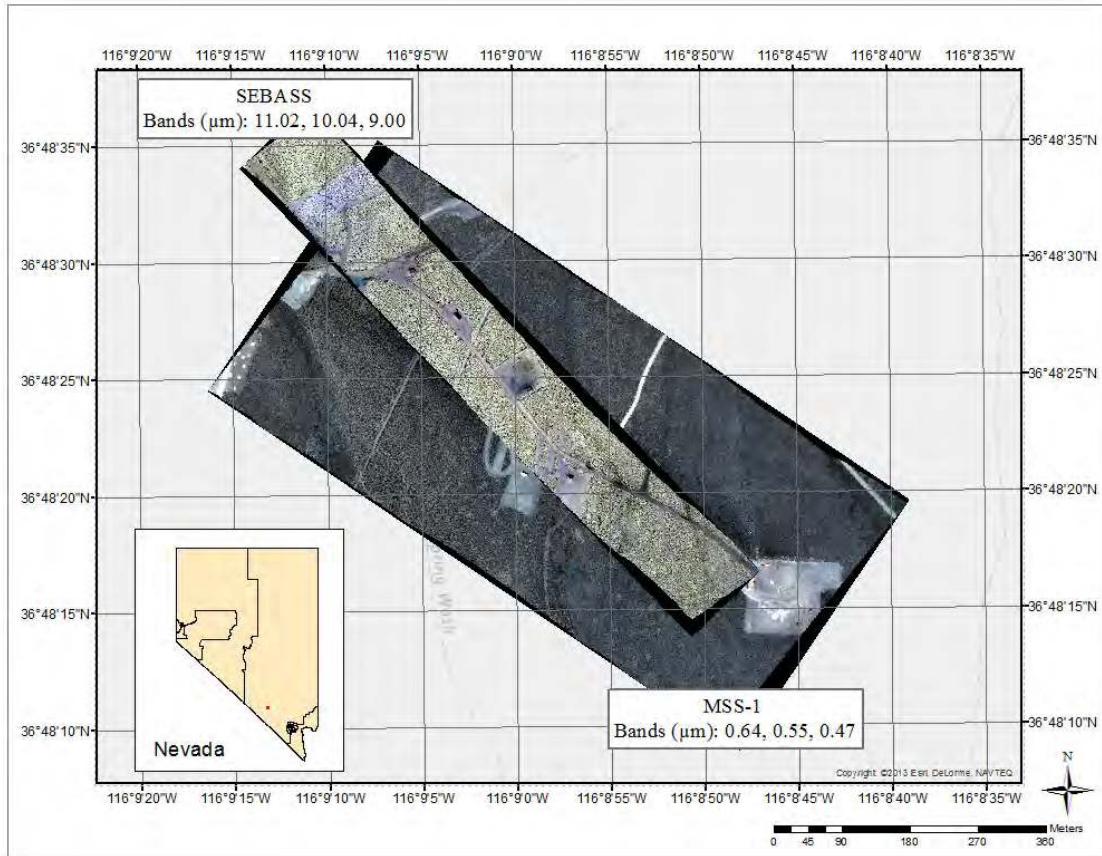 116°9'20"W 116°9'15"W 116°9'10"W 116°9'5"W 116°9'0"W 116°8'55"W 116°8'50"W 116°8'45"W 116°8'40"W 116°8'35"W
SEBASS
Bands (µm): 11.02, 10.04, 9.00
36°48'35"N 36°48'35"N
36°48'30"N 36°48'30"N
36°48'25"N 36°48'25"N
36°48'20"N 36°48'20"N
36°48'15"N 36°48'15"N
Wash
MSS-1
Bands (µm): 0.64, 0.55, 0.47
36°48'10"N 36°48'10"N
Nevada
Copyright: ©2013 Esri, DeLorme, NAVTEQ
N
116°9'20"W 116°9'15"W 116°9'10"W 116°9'5"W 116°9'0"W 116°8'55"W 116°8'50"W 116°8'45"W 116°8'40"W 116°8'35"W
Meters
0 45 90 180 270 360